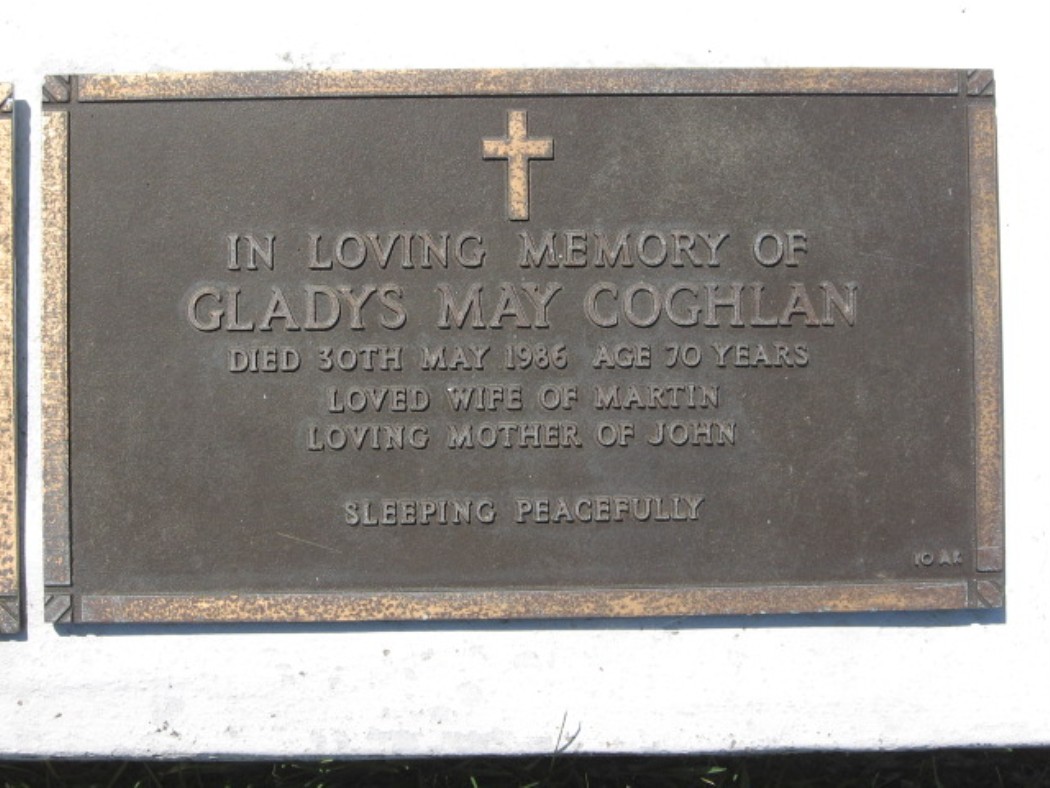 IN LOVING MEMORY OF
GLADYS MAY COGHLAN
DIED 30TH MAY 1986 AGE 70 YEARS
LOVED WIFE OF MARTIN
LOVING MOTHER OF JOHN
SLEEPING PEACEFULLY
10 AK